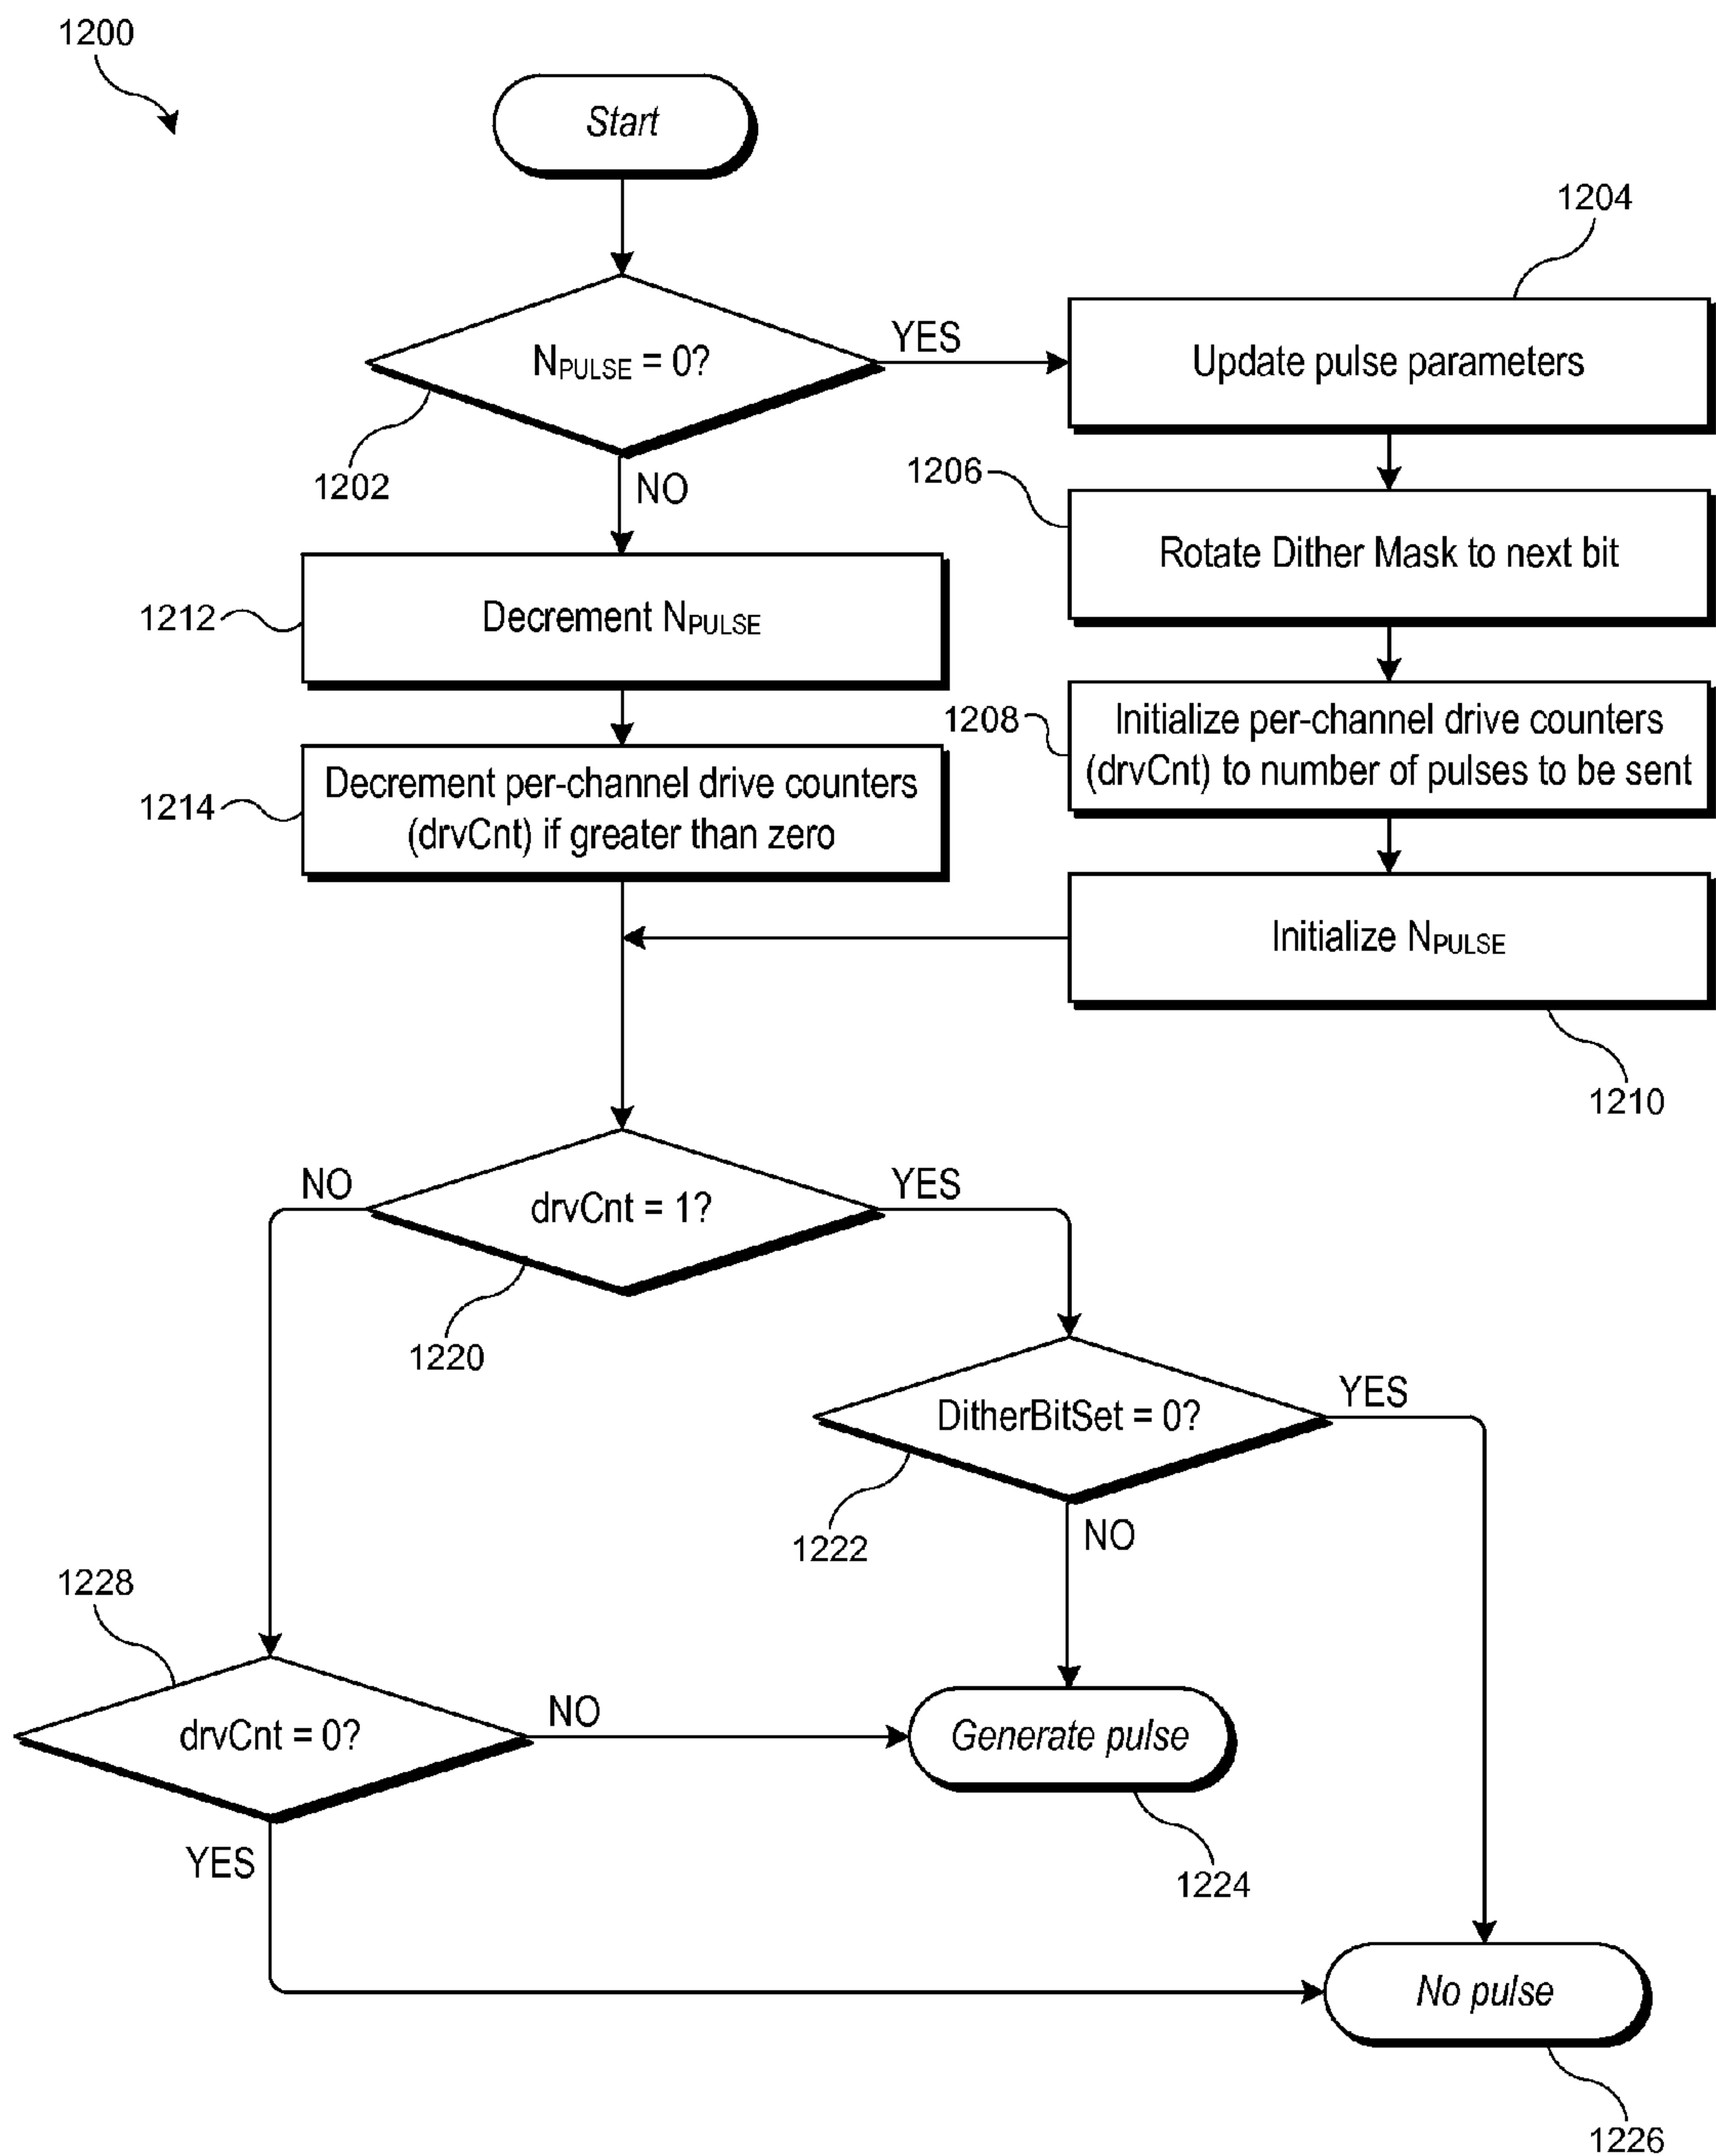 1200
Start
1204
N_PULSE = 0?
YES
Update pulse parameters
1202
NO
1206
Rotate Dither Mask to next bit
1212
Decrement N_PULSE
1208
Initialize per-channel drive counters
(drvCnt) to number of pulses to be sent
1214
Decrement per-channel drive counters
(drvCnt) if greater than zero
Initialize N_PULSE
1210
NO
drvCnt = 1?
YES
1220
DitherBitSet = 0?
YES
1222
NO
1228
drvCnt = 0?
NO
Generate pulse
YES
1224
No pulse
1226